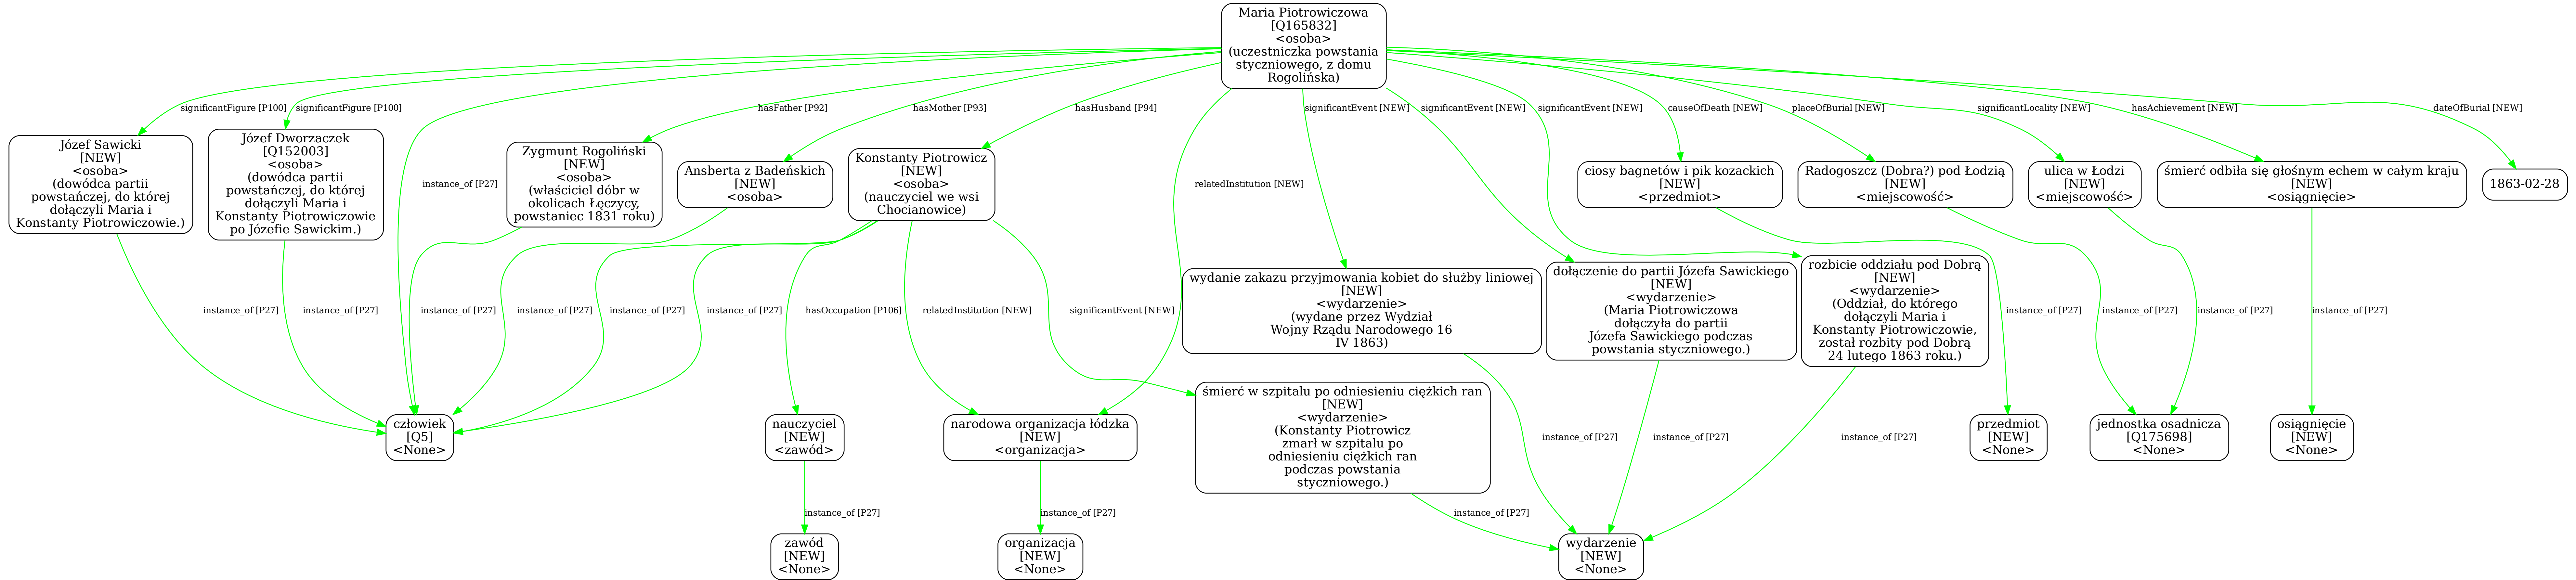 Maria Piotrowiczowa
[Q165832]
<osoba>
(uczestniczka powstania
styczniowego, z domu
Rogolińska)
significantFigure [P100]
significantFigure [P100]
hasFather [P92]
hasMother [P93]
hasHusband [P94]
significantEvent [NEW]
significantEvent [NEW]
significantEvent [NEW]
causeOfDeath [NEW]
placeOfBurial [NEW]
significantLocality [NEW]
hasAchievement [NEW]
dateOfBurial [NEW]
Józef Sawicki
[NEW]
<osoba>
(dowódca partii
powstańczej, do której
dołączyli Maria i
Konstanty Piotrowiczowie.)
Józef Dworzaczek
[Q152003]
<osoba>
(dowódca partii
powstańczej, do której
dołączyli Maria i
Konstanty Piotrowiczowie
po Józefie Sawickim.)
instance_of [P27]
Zygmunt Rogoliński
[NEW]
<osoba>
(właściciel dóbr w
okolicach Łęczycy,
powstaniec 1831 roku)
Ansberta z Badeńskich
[NEW]
<osoba>
Konstanty Piotrowicz
[NEW]
<osoba>
(nauczyciel we wsi
Chocianowice)
relatedInstitution [NEW]
ciosy bagnetów i pik kozackich
[NEW]
<przedmiot>
Radogoszcz (Dobra?) pod Łodzią
[NEW]
<miejscowość>
ulica w Łodzi
[NEW]
<miejscowość>
śmierć odbiła się głośnym echem w całym kraju
[NEW]
<osiągnięcie>
1863-02-28
instance_of [P27]
instance_of [P27]
instance_of [P27]
instance_of [P27]
instance_of [P27]
instance_of [P27]
hasOccupation [P106]
relatedInstitution [NEW]
significantEvent [NEW]
wydanie zakazu przyjmowania kobiet do służby liniowej
[NEW]
<wydarzenie>
(wydane przez Wydział
Wojny Rządu Narodowego 16
IV 1863)
dołączenie do partii Józefa Sawickiego
[NEW]
<wydarzenie>
(Maria Piotrowiczowa
dołączyła do partii
Józefa Sawickiego podczas
powstania styczniowego.)
rozbicie oddziału pod Dobrą
[NEW]
<wydarzenie>
(Oddział, do którego
dołączyli Maria i
Konstanty Piotrowiczowie,
został rozbity pod Dobrą
24 lutego 1863 roku.)
instance_of [P27]
instance_of [P27]
instance_of [P27]
instance_of [P27]
człowiek
[Q5]
<None>
nauczyciel
[NEW]
<zawód>
narodowa organizacja łódzka
[NEW]
<organizacja>
śmierć w szpitalu po odniesieniu ciężkich ran
[NEW]
<wydarzenie>
(Konstanty Piotrowicz
zmarł w szpitalu po
odniesieniu ciężkich ran
podczas powstania
styczniowego.)
instance_of [P27]
instance_of [P27]
instance_of [P27]
przedmiot
[NEW]
<None>
jednostka osadnicza
[Q175698]
<None>
osiągnięcie
[NEW]
<None>
instance_of [P27]
instance_of [P27]
instance_of [P27]
zawód
[NEW]
<None>
organizacja
[NEW]
<None>
wydarzenie
[NEW]
<None>